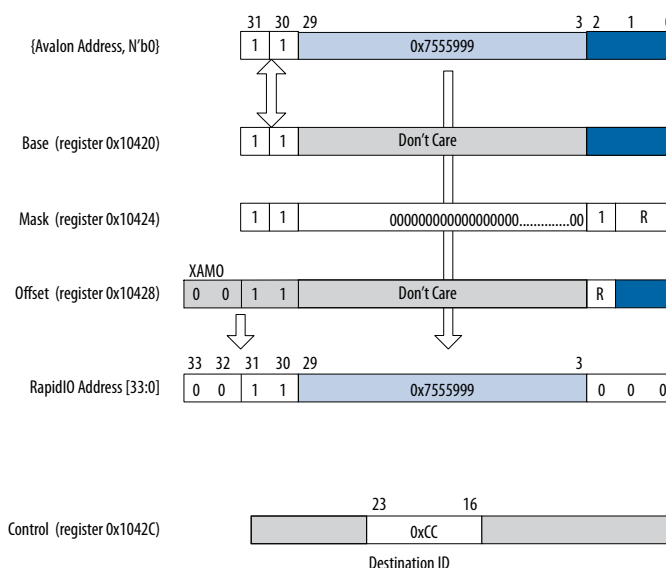 31 30 29 3 2 1
{Avalon Address, N'b0} 1 1 0x7555999
Base (register 0x10420) 1 1 Don't Care
Mask (register 0x10424) 1 1 000000000000000000..............00 1 R
XAMO
Offset (register 0x10428) 0 0 1 1 Don't Care R
33 32 31 30 29 3
RapidIO Address [33:0] 0 0 1 1 0x7555999 0 0 0
23 16
Control (register 0x1042C) 0xCC
Destination ID